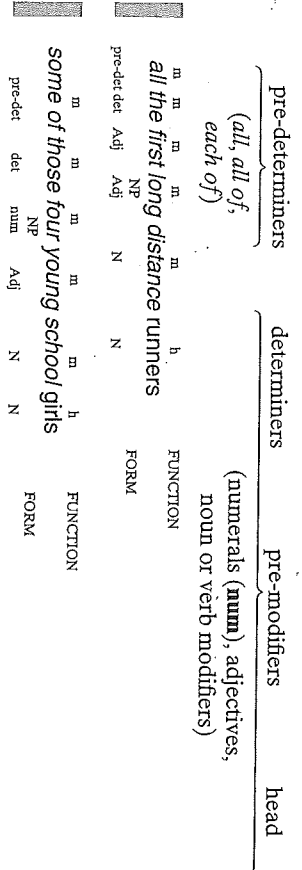 pre-determiners determiners pre-modifiers head
(all, all of, (numerals (num), adjectives,
each of) noun or verb modifiers)
m m m m m h FUNCTION
all the first long distance runners
NP
pre-det det Adj Adj N N FORM
m m m m m h FUNCTION
some of those four young school girls
NP
pre-det det num Adj N N FORM